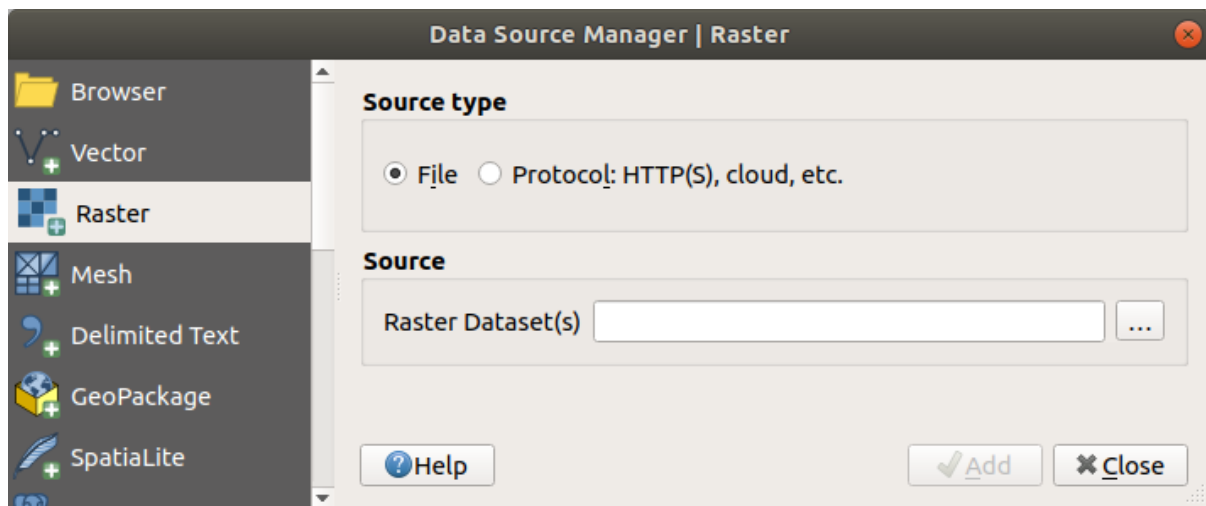 Data Source Manager | Raster
Browser
Vector
Raster
Mesh
Delimited Text
GeoPackage
SpatiaLite
Source type
File
Protocol: HTTP(S), cloud, etc.
Source
Raster Dataset(s)
...
Help
Add
Close